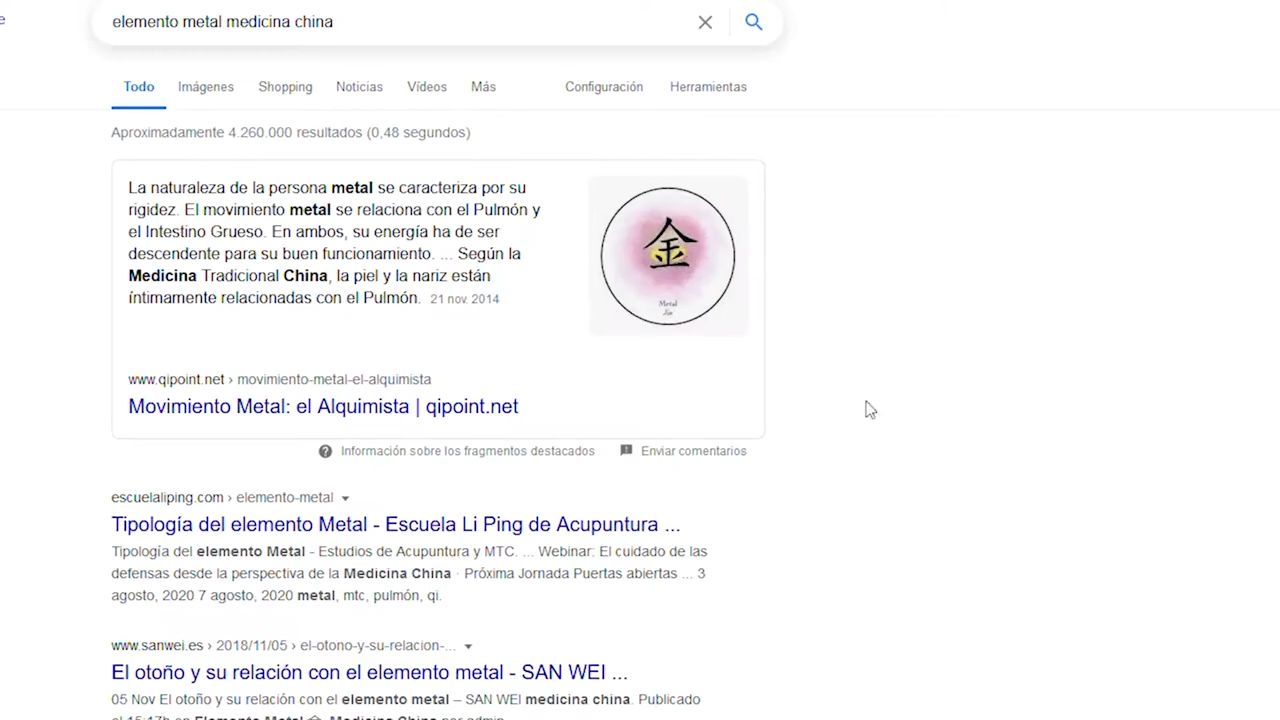 elemento metal medicina china
Todo Imágenes Shopping Noticias Vídeos Más Configuración Herramientas
Aproximadamente 4.260.000 resultados (0,48 segundos)
La naturaleza de la persona metal se caracteriza por su
rigidez. El movimiento metal se relaciona con el Pulmón y
el Intestino Grueso. En ambos, su energía ha de ser
descendente para su buen funcionamiento. ... Según la
Medicina Tradicional China, la piel y la nariz están
íntimamente relacionadas con el Pulmón. 21 nov. 2014
金
Metal
Jin
www.qipoint.net › movimiento-metal-el-alquimista
Movimiento Metal: el Alquimista | qipoint.net
Información sobre los fragmentos destacados Enviar comentarios
escuelaliping.com › elemento-metal
Tipología del elemento Metal - Escuela Li Ping de Acupuntura ...
Tipología del elemento Metal - Estudios de Acupuntura y MTC. ... Webinar: El cuidado de las
defensas desde la perspectiva de la Medicina China · Próxima Jornada Puertas abiertas ... 3
agosto, 2020 7 agosto, 2020 metal, mtc, pulmón, qi.
www.sanwei.es › 2018/11/05 › el-otono-y-su-relacion-...
El otoño y su relación con el elemento metal - SAN WEI ...
05 Nov El otoño y su relación con el elemento metal – SAN WEI medicina china. Publicado